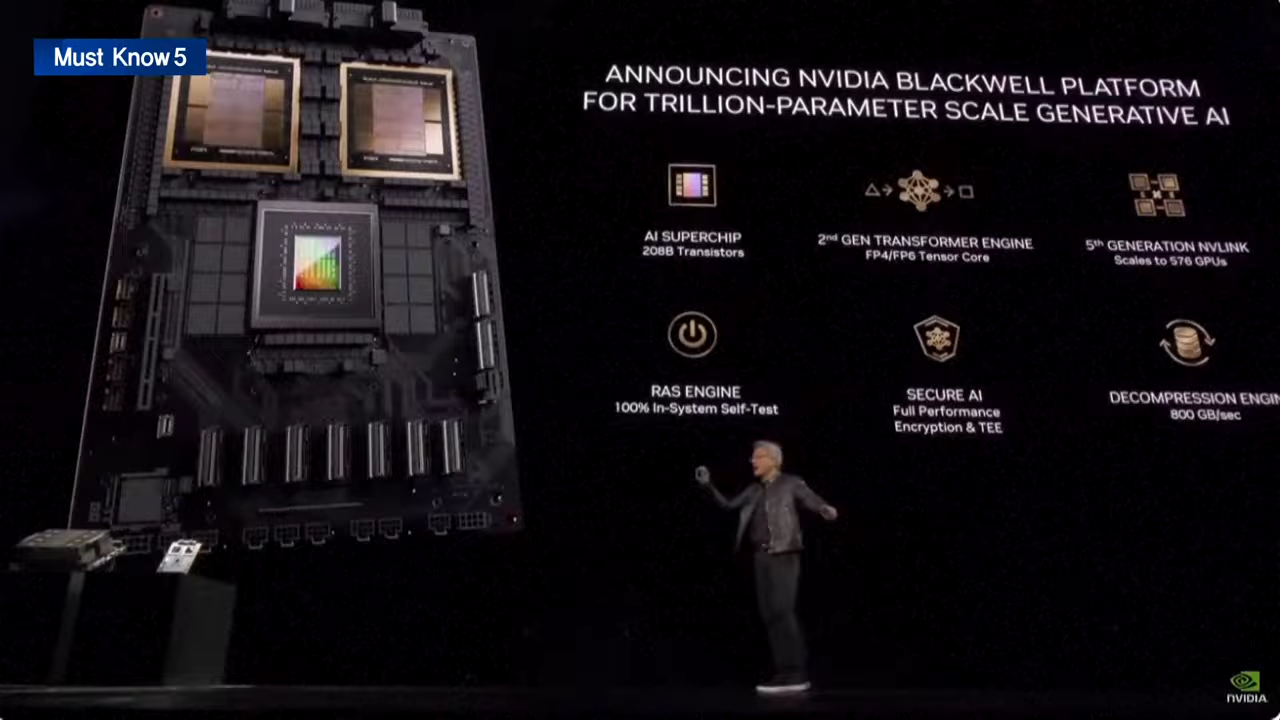 Must Know 5
ANNOUNCING NVIDIA BLACKWELL PLATFORM
FOR TRILLION-PARAMETER SCALE GENERATIVE AI
AI SUPERCHIP
208B Transistors
2nd GEN TRANSFORMER ENGINE
FP4/FP6 Tensor Core
5th GENERATION NVLINK
Scales to 576 GPUs
RAS ENGINE
100% In-System Self-Test
SECURE AI
Full Performance
Encryption & TEE
DECOMPRESSION ENGIN
800 GB/sec
NVIDIA